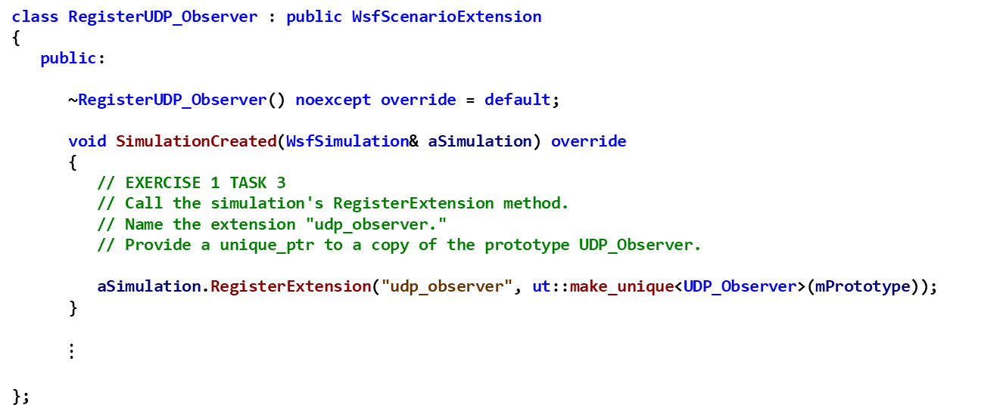 class RegisterUDP_Observer : public WsfScenarioExtension
{
   public:

      ~RegisterUDP_Observer() noexcept override = default;

      void SimulationCreated(WsfSimulation& aSimulation) override
      {
         // EXERCISE 1 TASK 3
         // Call the simulation's RegisterExtension method.
         // Name the extension "udp_observer."
         // Provide a unique_ptr to a copy of the prototype UDP_Observer.

         aSimulation.RegisterExtension("udp_observer", ut::make_unique<UDP_Observer>(mPrototype));
      }

      ⋮

};